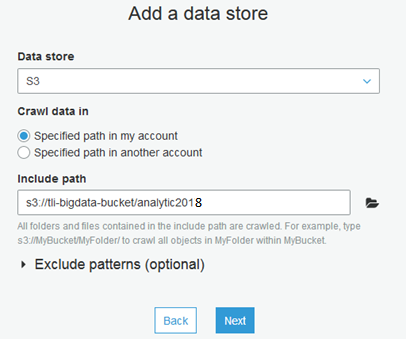 Add a data store
Data store
S3
Crawl data in
Specified path in my account
Specified path in another account
Include path
s3://tli-bigdata-bucket/analytic2018
All folders and files contained in the include path are crawled. For example, type
s3://MyBucket/MyFolder/ to crawl all objects in MyFolder within MyBucket.
Exclude patterns (optional)
Back Next